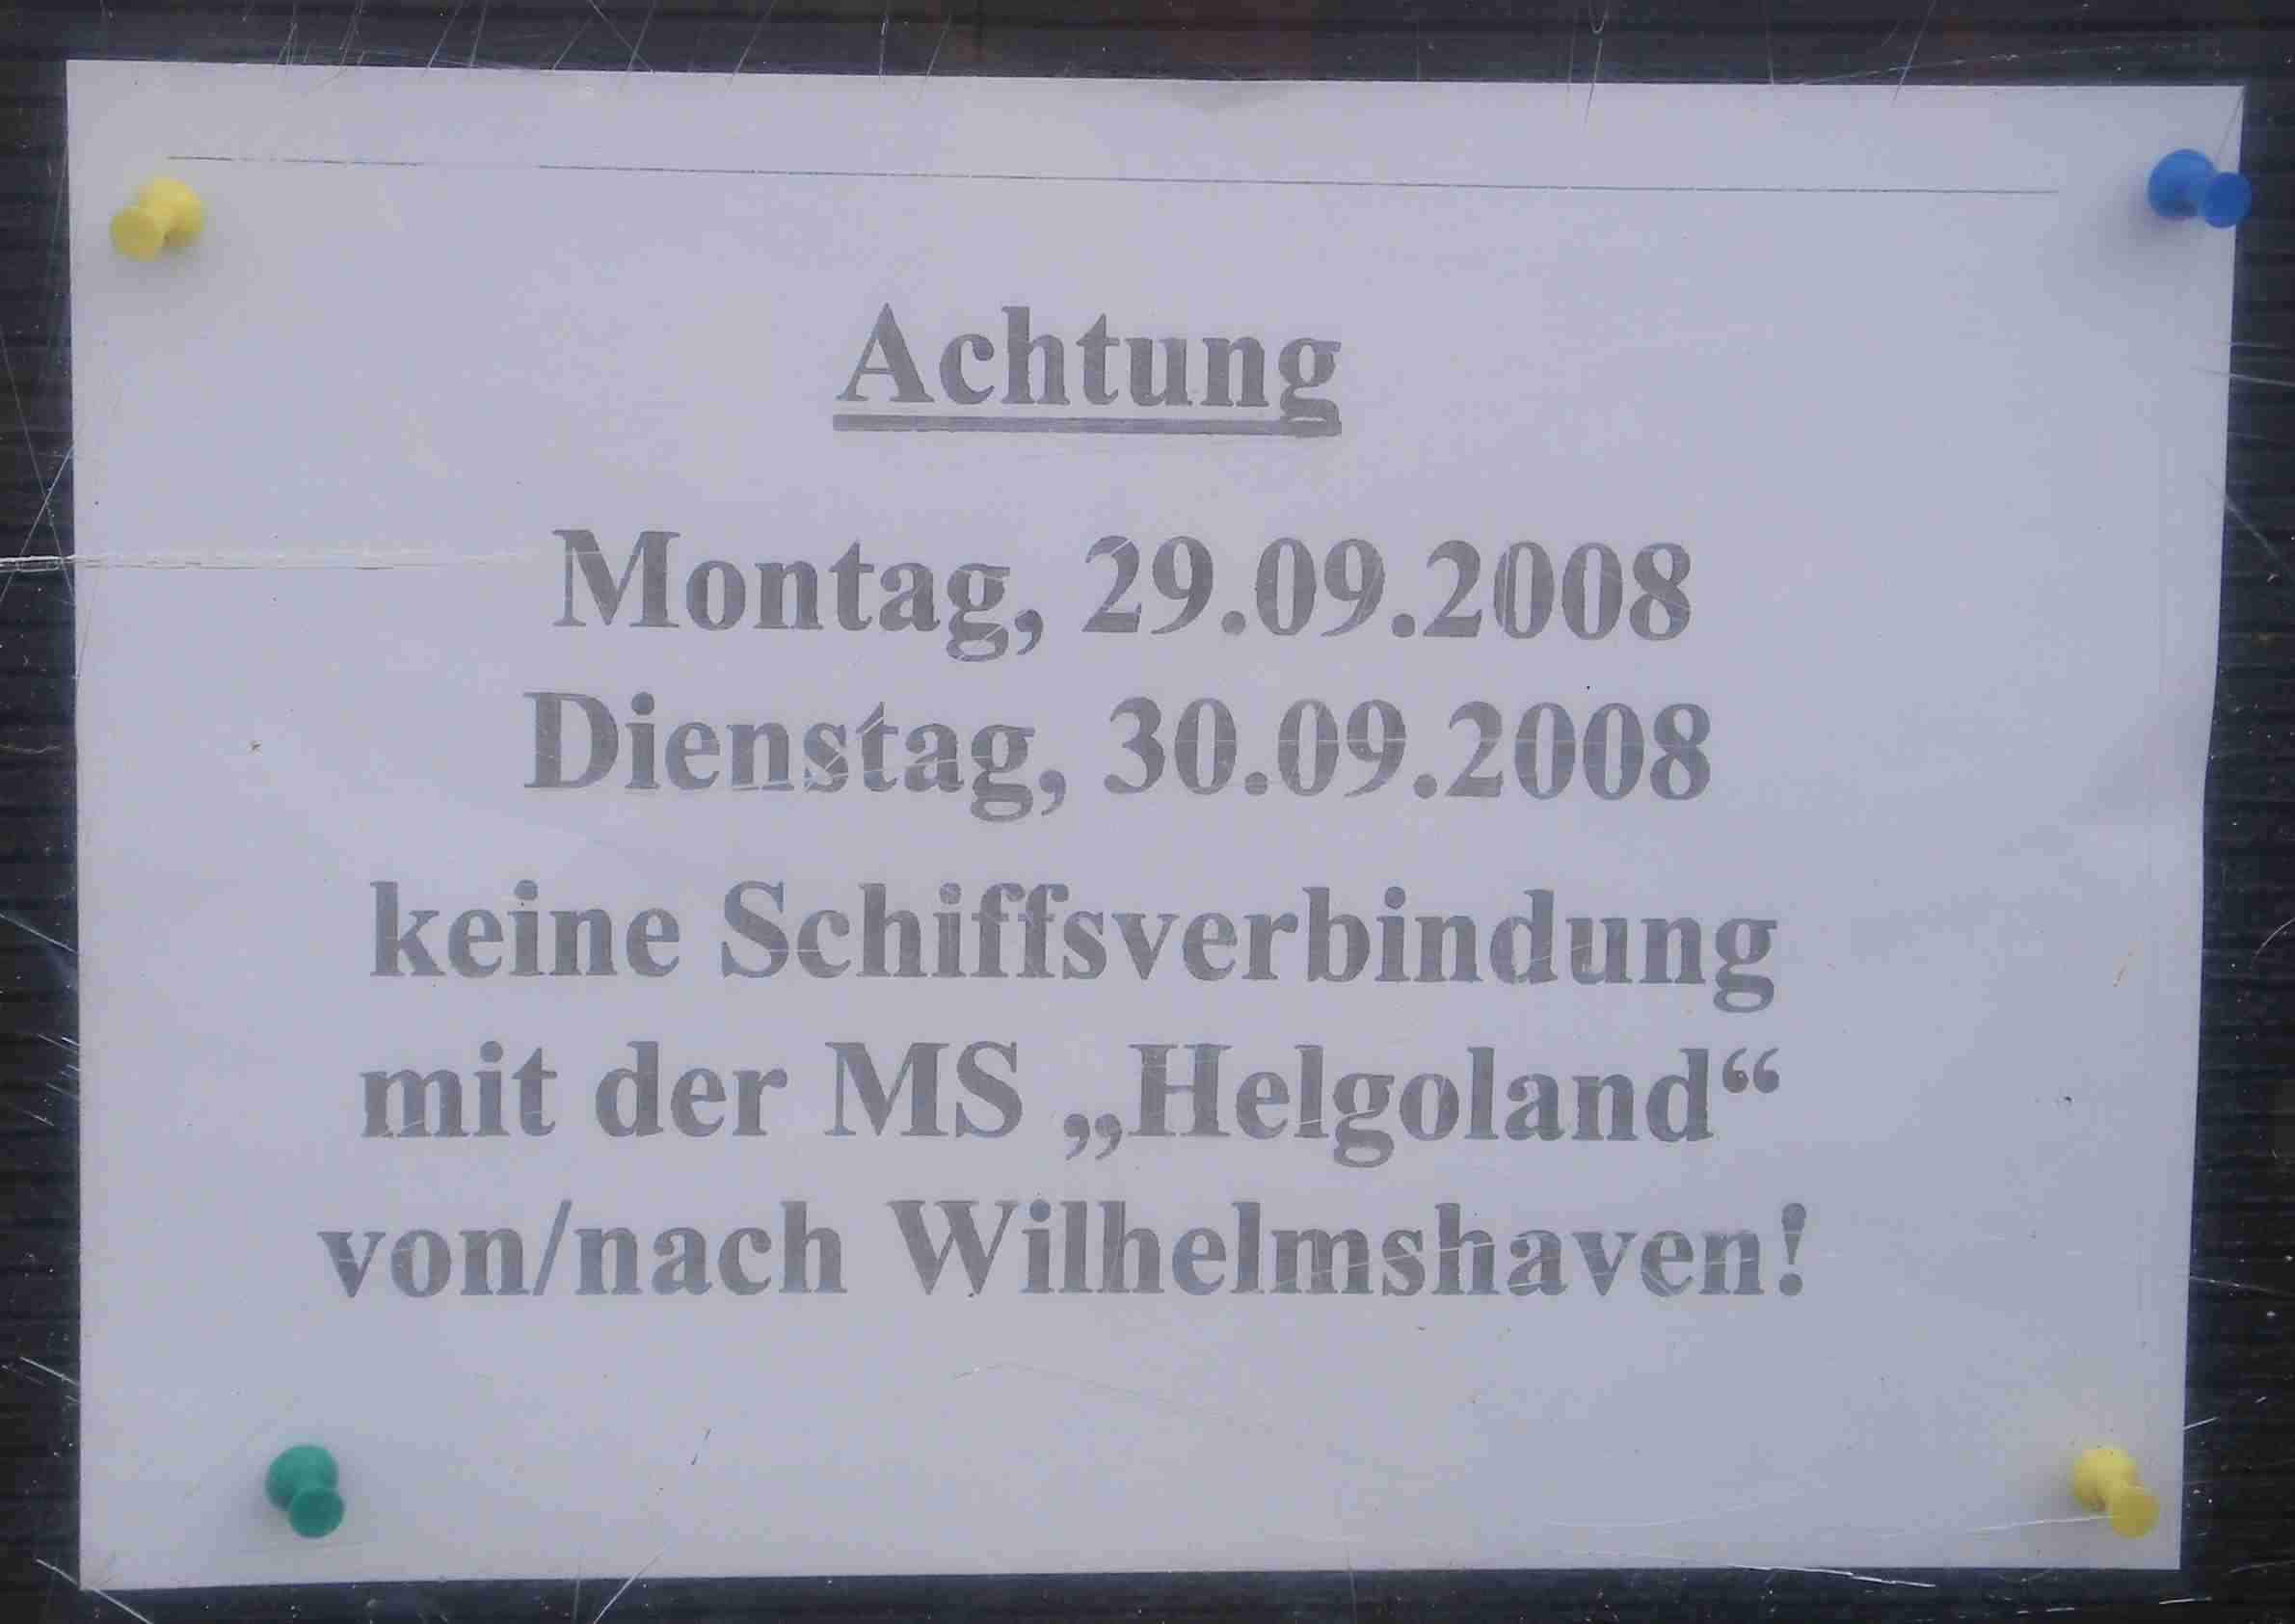 Achtung
Montag, 29.09.2008
Dienstag, 30.09.2008
keine Schiffsverbindung
mit der MS „Helgoland“
von/nach Wilhelmshaven!